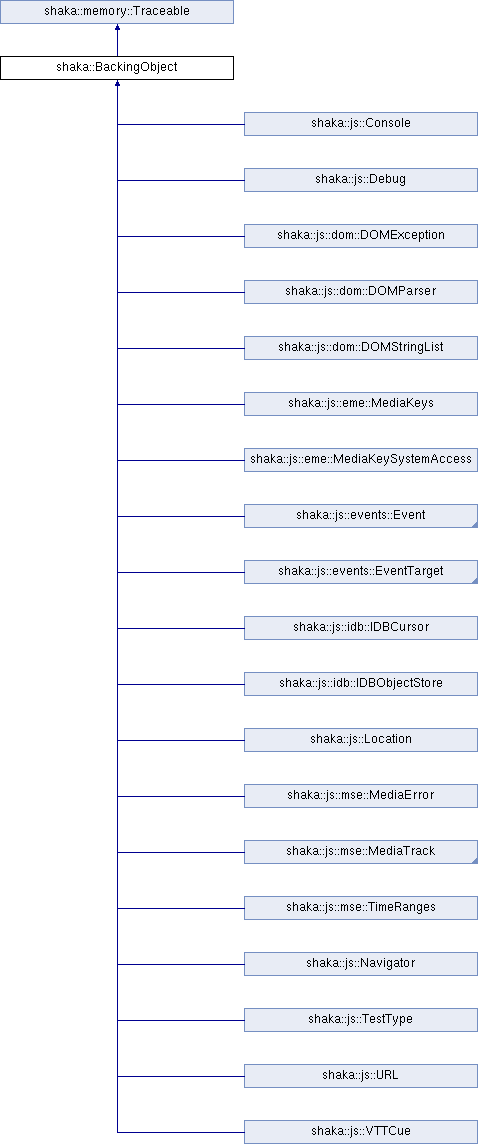 shaka::memory::Traceable
shaka::BackingObject
shaka::js::Console
shaka::js::Debug
shaka::js::dom::DOMException
shaka::js::dom::DOMParser
shaka::js::dom::DOMStringList
shaka::js::eme::MediaKeys
shaka::js::eme::MediaKeySystemAccess
shaka::js::events::Event
shaka::js::events::EventTarget
shaka::js::idb::IDBCursor
shaka::js::idb::IDBObjectStore
shaka::js::Location
shaka::js::mse::MediaError
shaka::js::mse::MediaTrack
shaka::js::mse::TimeRanges
shaka::js::Navigator
shaka::js::TestType
shaka::js::URL
shaka::js::VTTCue